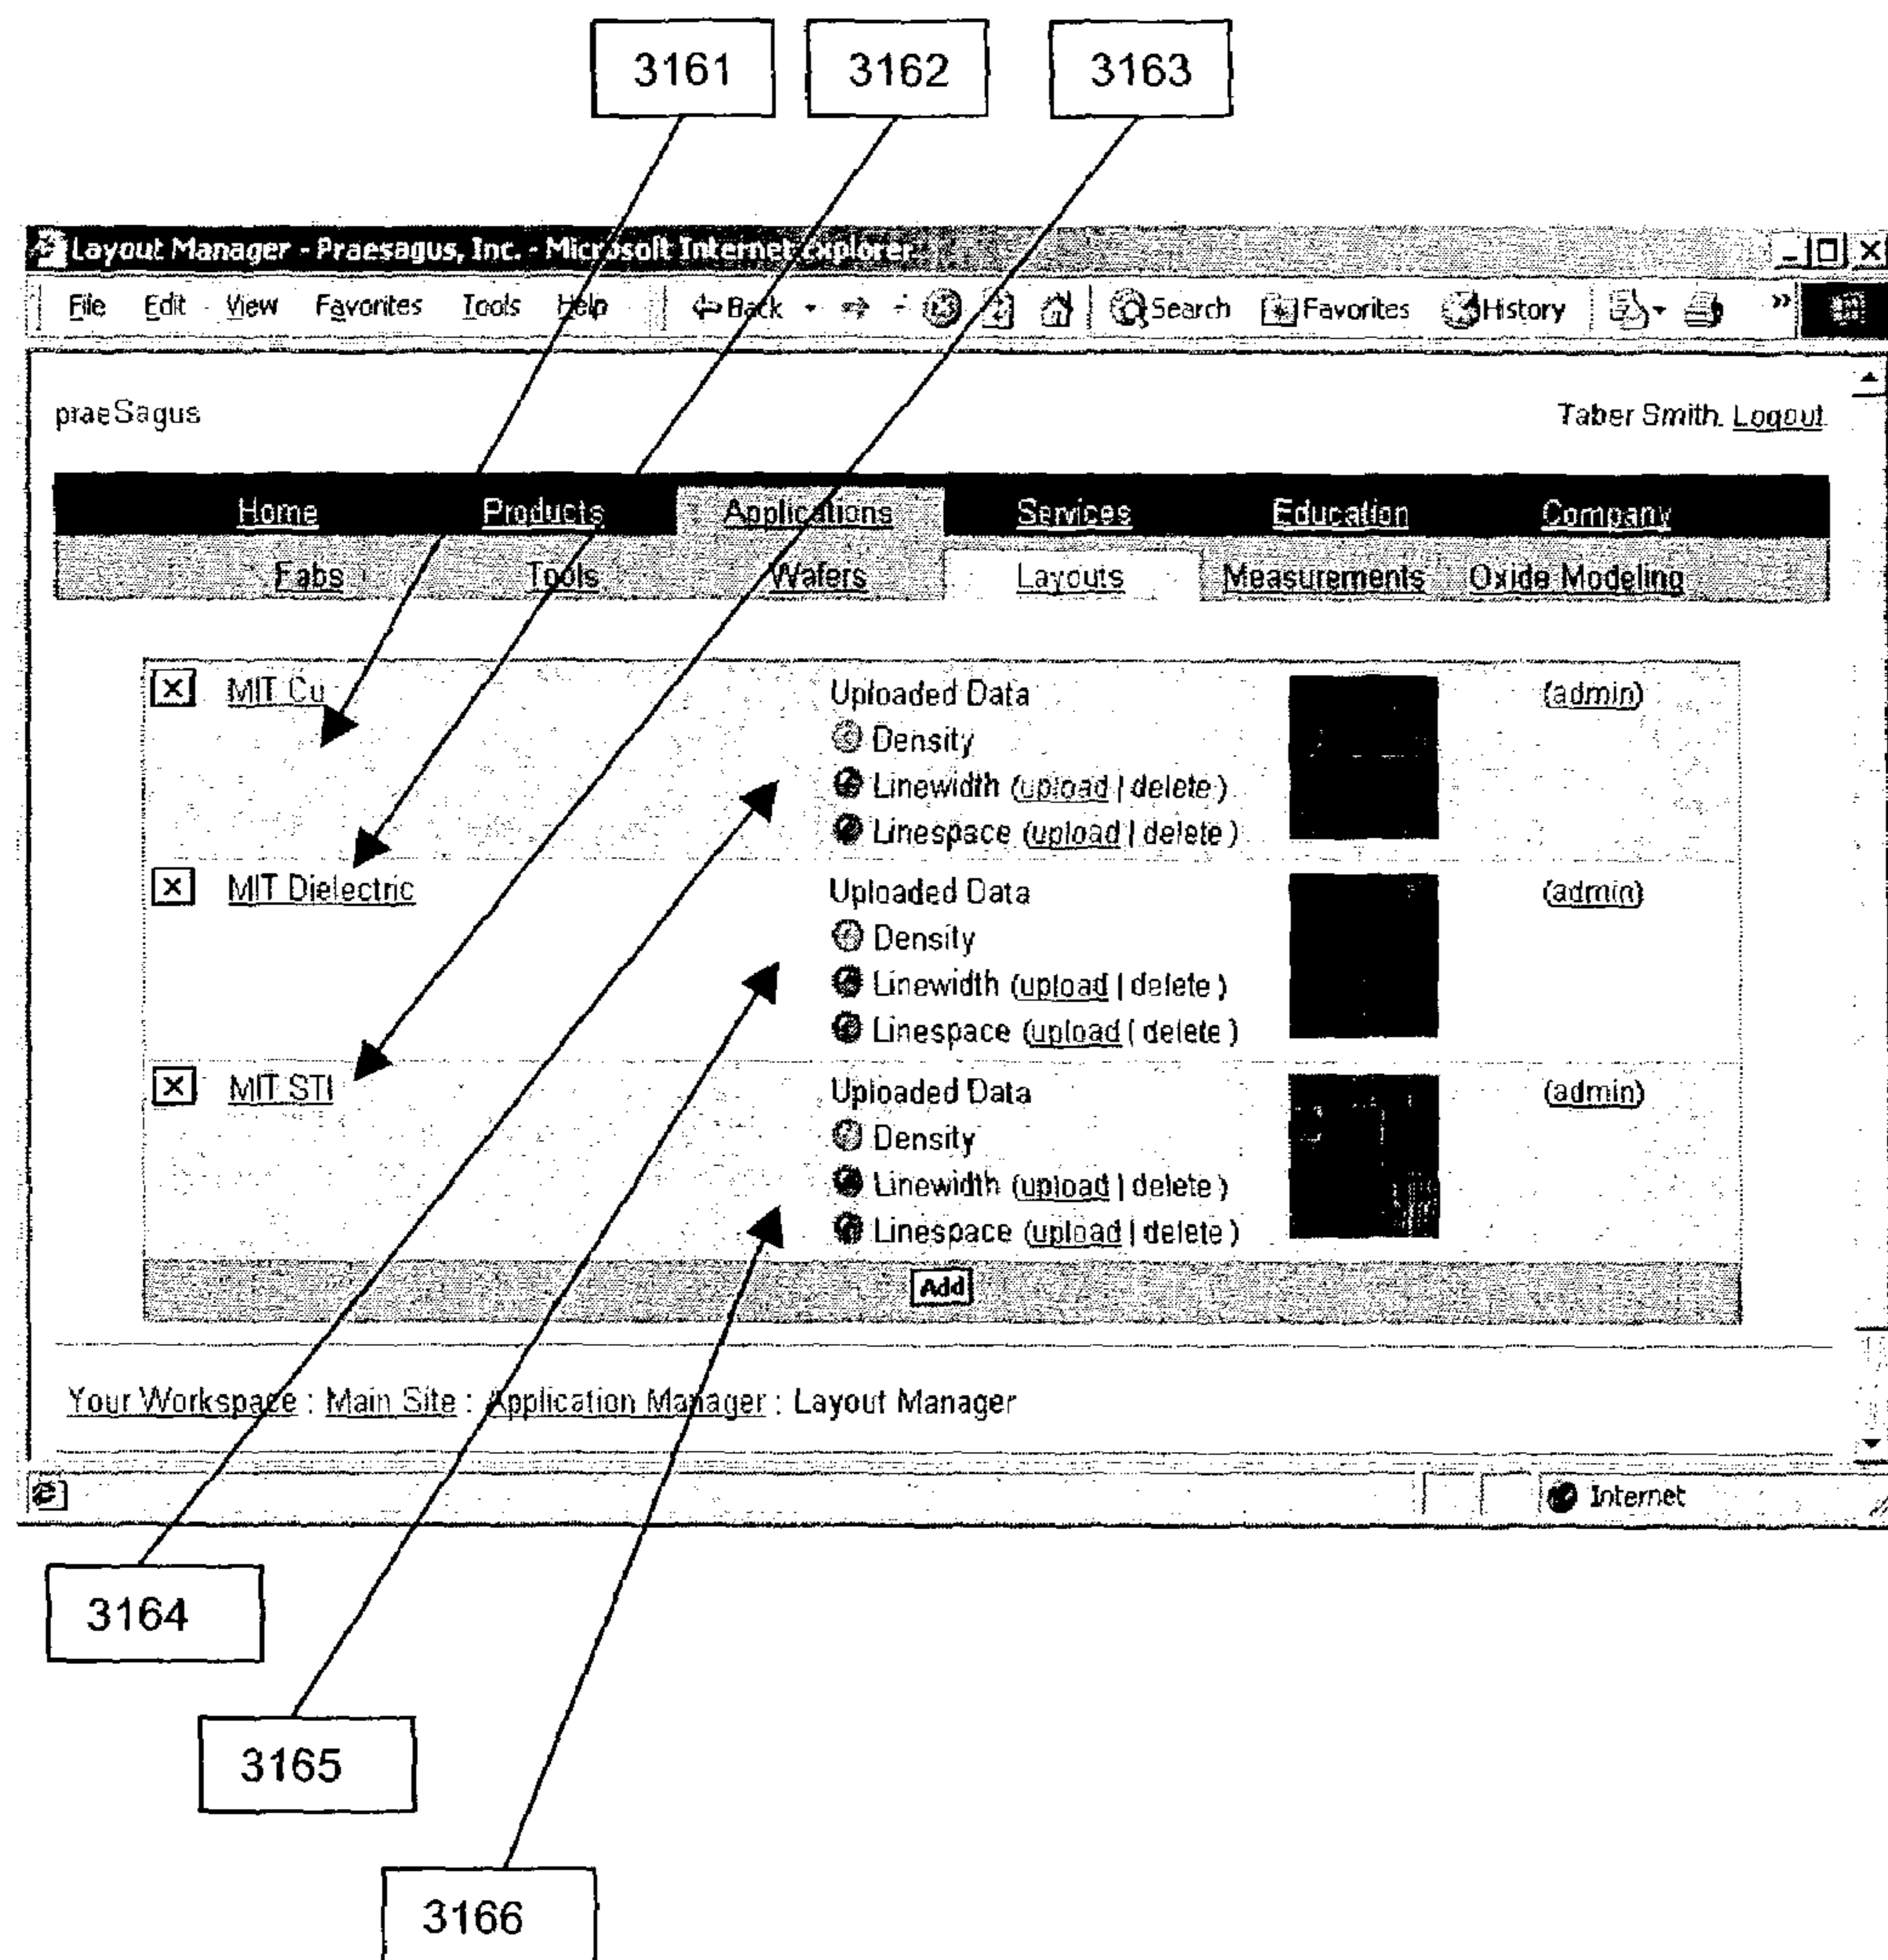 3161 3162 3163
Layout Manager - Praesagus, Inc. - Microsoft Internet Explorer
File Edit View Favorites Tools Help Back Search Favorites History »
praeSagus Taber Smith. Logout
Home Products Applications Services Education Company
Fabs Tools Wafers Layouts Measurements Oxide Modeling
MIT Cu Uploaded Data (admin)
Density
Linewidth (upload | delete)
Linespace (upload | delete)
MIT Dielectric Uploaded Data (admin)
Density
Linewidth (upload | delete)
Linespace (upload | delete)
MIT STI Uploaded Data (admin)
Density
Linewidth (upload | delete)
Linespace (upload | delete)
Add
Your Workspace : Main Site : Application Manager : Layout Manager
Internet
3164
3165
3166